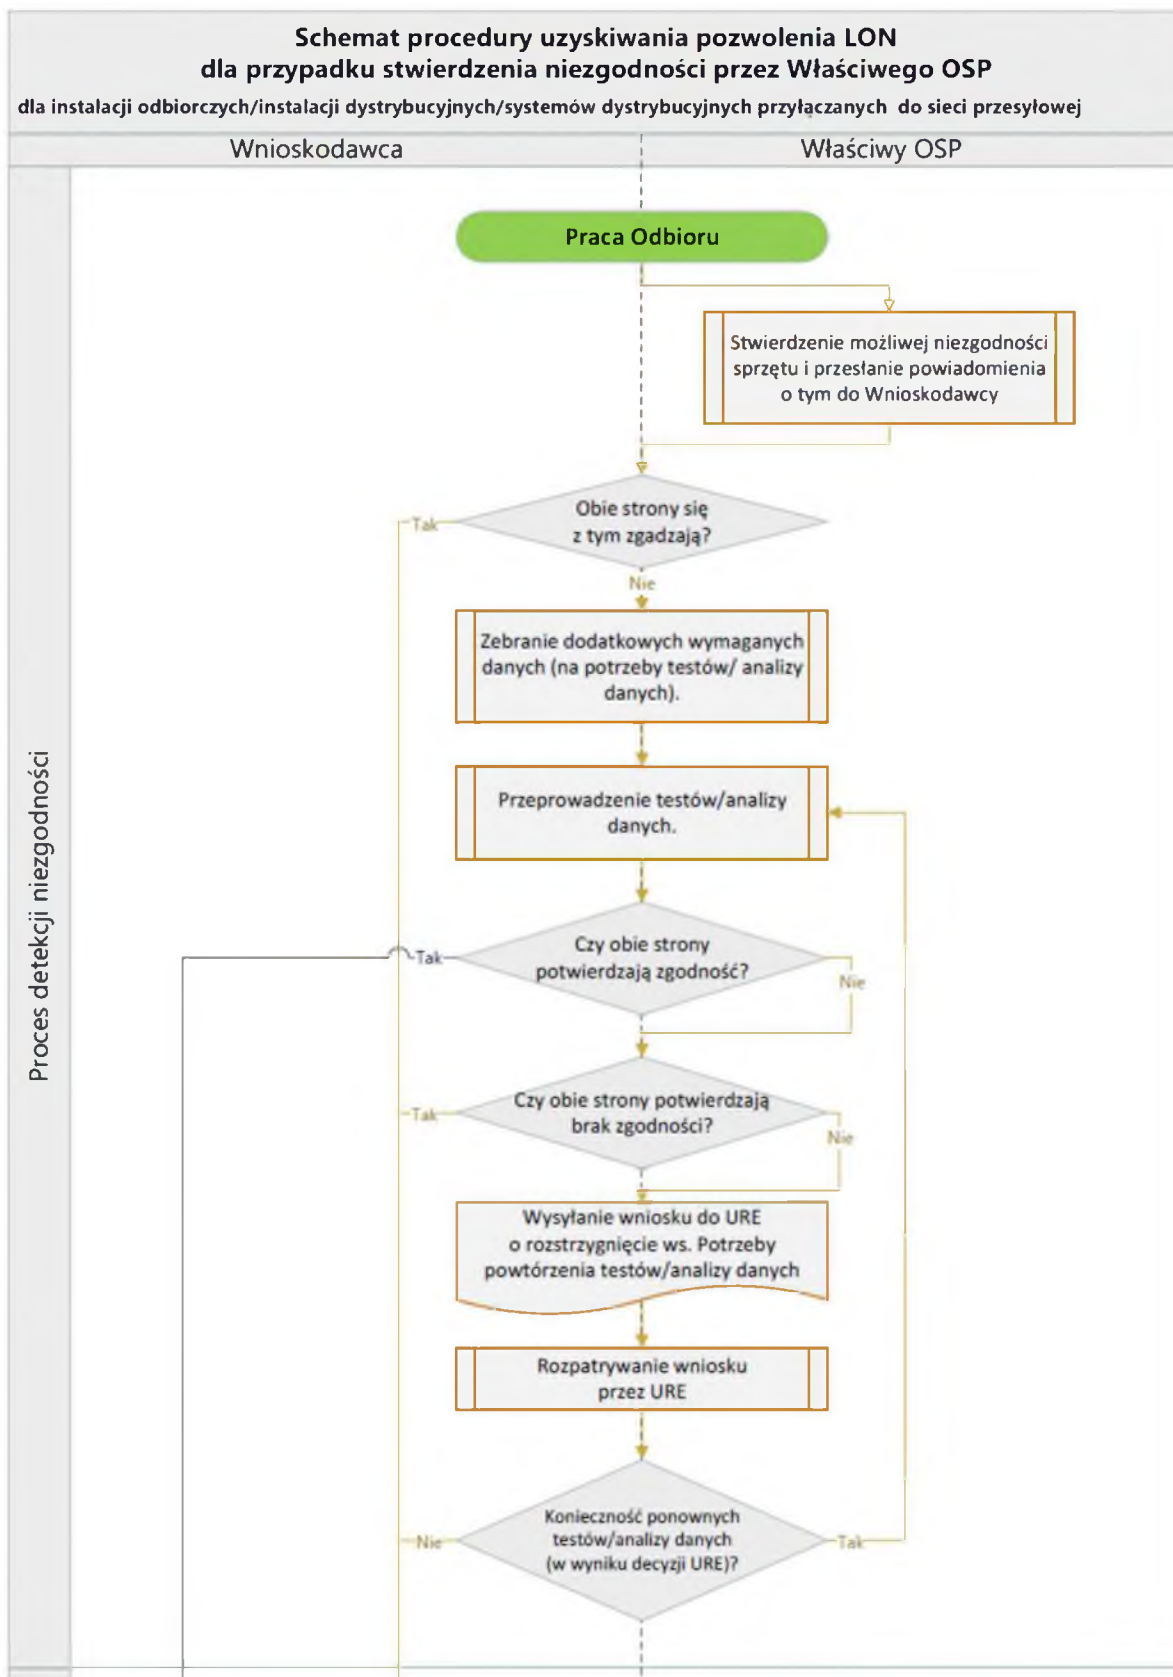 Schemat procedury uzyskiwania pozwolenia LON
dla przypadku stwierdzenia niezgodności przez Właściwego OSP
dla instalacji odbiorczych/instalacji dystrybucyjnych/systemów dystrybucyjnych przyłączanych do sieci przesyłowej
Wnioskodawca
Właściwy OSP
Proces detekcji niezgodności
Praca Odbioru
Stwierdzenie możliwej niezgodności
sprzętu i przesłanie powiadomienia
o tym do Wnioskodawcy
Obie strony się
z tym zgadzają?
Tak
Nie
Zebranie dodatkowych wymaganych
danych (na potrzeby testów/ analizy
danych).
Przeprowadzenie testów/analizy
danych.
Czy obie strony
potwierdzają zgodność?
Tak
Nie
Czy obie strony potwierdzają
brak zgodności?
Tak
Nie
Wysyłanie wniosku do URE
o rozstrzygnięcie ws. Potrzeby
powtórzenia testów/analizy danych
Rozpatrywanie wniosku
przez URE
Konieczność ponownych
testów/analizy danych
(w wyniku decyzji URE)?
Nie
Tak